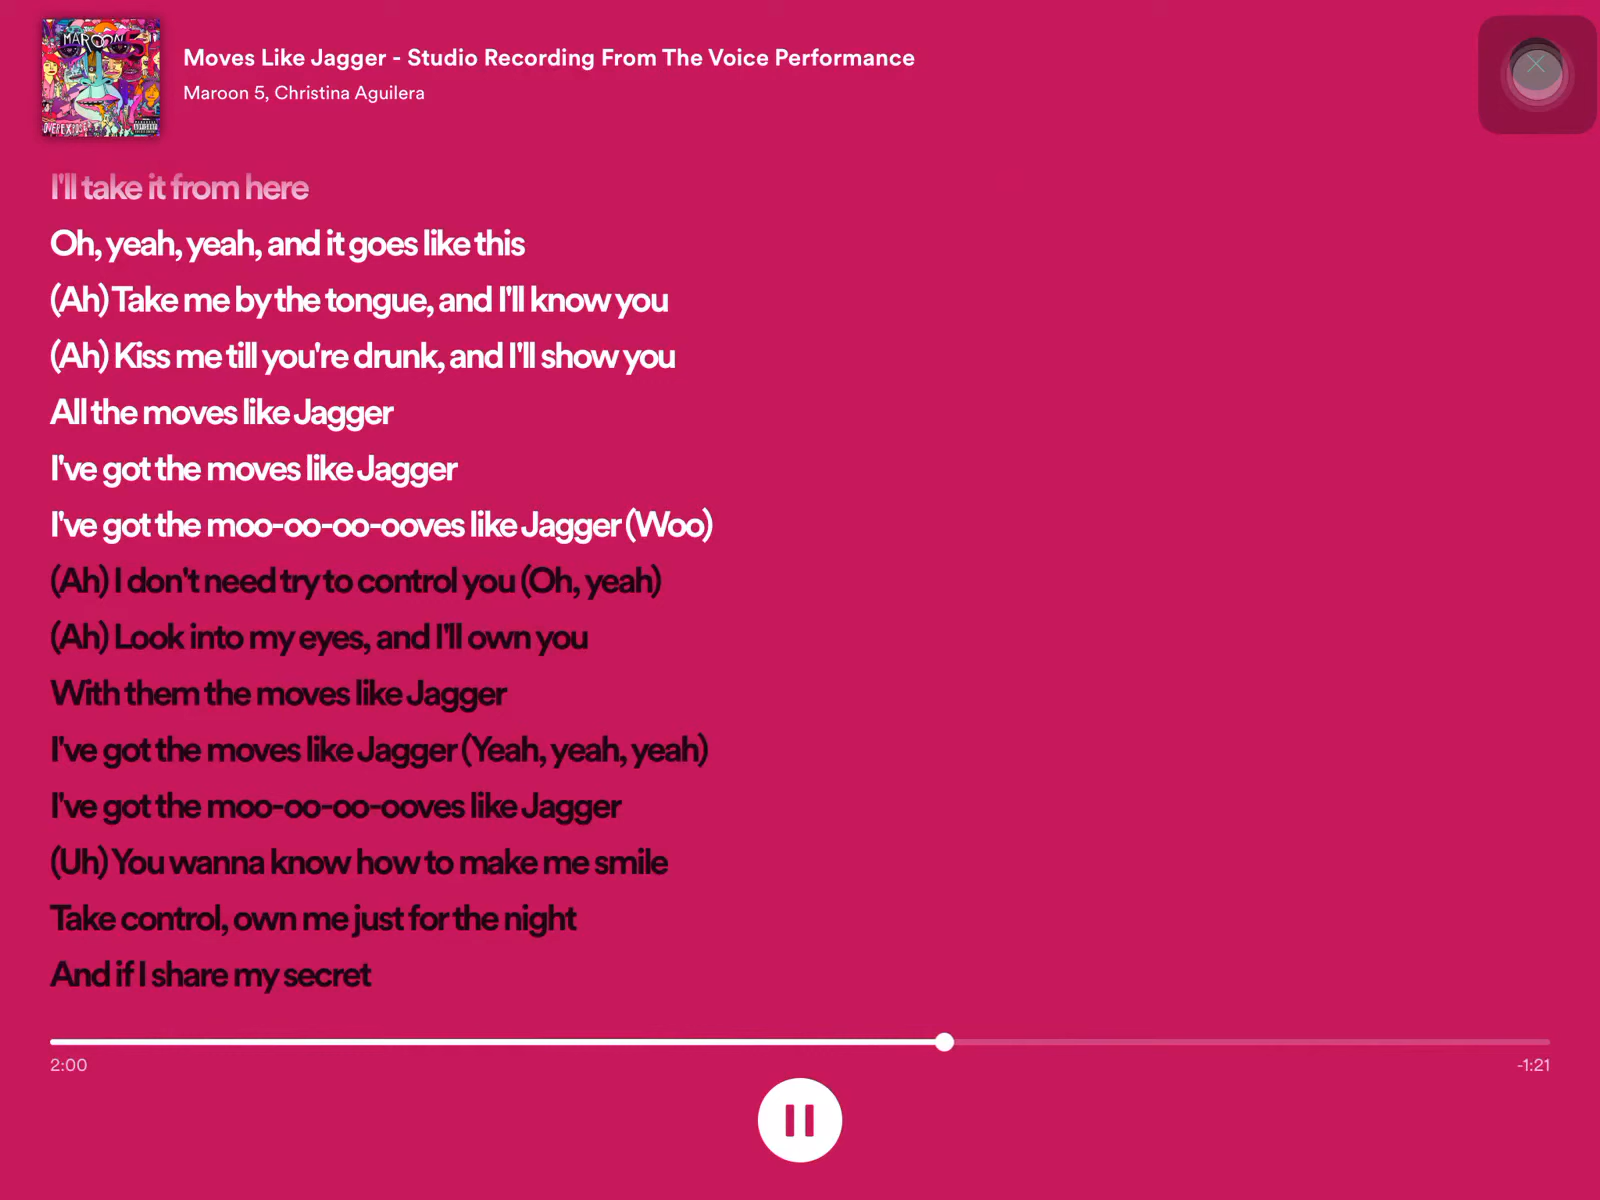 MAROON 5
OVEREXPOSED
Moves Like Jagger - Studio Recording From The Voice Performance
Maroon 5, Christina Aguilera
I'll take it from here
Oh, yeah, yeah, and it goes like this
(Ah) Take me by the tongue, and I'll know you
(Ah) Kiss me till you're drunk, and I'll show you
All the moves like Jagger
I've got the moves like Jagger
I've got the moo-oo-oo-ooves like Jagger (Woo)
(Ah) I don't need try to control you (Oh, yeah)
(Ah) Look into my eyes, and I'll own you
With them the moves like Jagger
I've got the moves like Jagger (Yeah, yeah, yeah)
I've got the moo-oo-oo-ooves like Jagger
(Uh) You wanna know how to make me smile
Take control, own me just for the night
And if I share my secret
2:00
-1:21